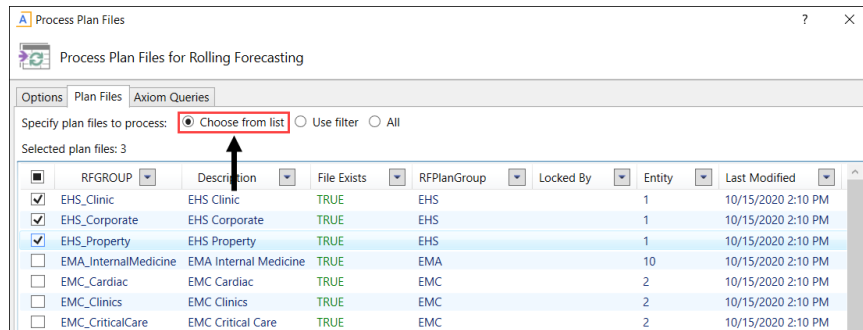 A Process Plan Files ? ×
Process Plan Files for Rolling Forecasting
Options Plan Files Axiom Queries
Specify plan files to process: Choose from list Use filter All
Selected plan files: 3
RFGROUP Description File Exists RFPlanGroup Locked By Entity Last Modified
EHS_Clinic EHS Clinic TRUE EHS 1 10/15/2020 2:10 PM
EHS_Corporate EHS Corporate TRUE EHS 1 10/15/2020 2:10 PM
EHS_Property EHS Property TRUE EHS 1 10/15/2020 2:10 PM
EMA_InternalMedicine EMA Internal Medicine TRUE EMA 10 10/15/2020 2:10 PM
EMC_Cardiac EMC Cardiac TRUE EMC 2 10/15/2020 2:10 PM
EMC_Clinics EMC Clinics TRUE EMC 2 10/15/2020 2:10 PM
EMC_CriticalCare EMC Critical Care TRUE EMC 2 10/15/2020 2:10 PM